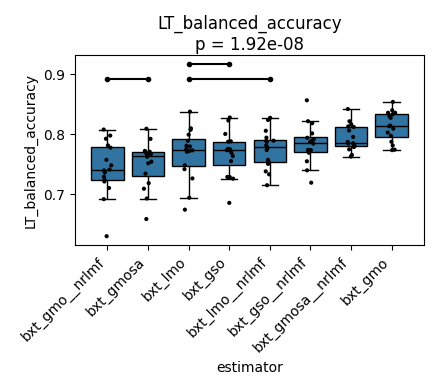 LT_balanced_accuracy
p = 1.92e-08
LT_balanced_accuracy
0.9
0.8
0.7
bxt_gmo__nrlmf
bxt_gmosa
bxt_lmo
bxt_gso
bxt_lmo__nrlmf
bxt_gso__nrlmf
bxt_gmosa__nrlmf
bxt_gmo
estimator